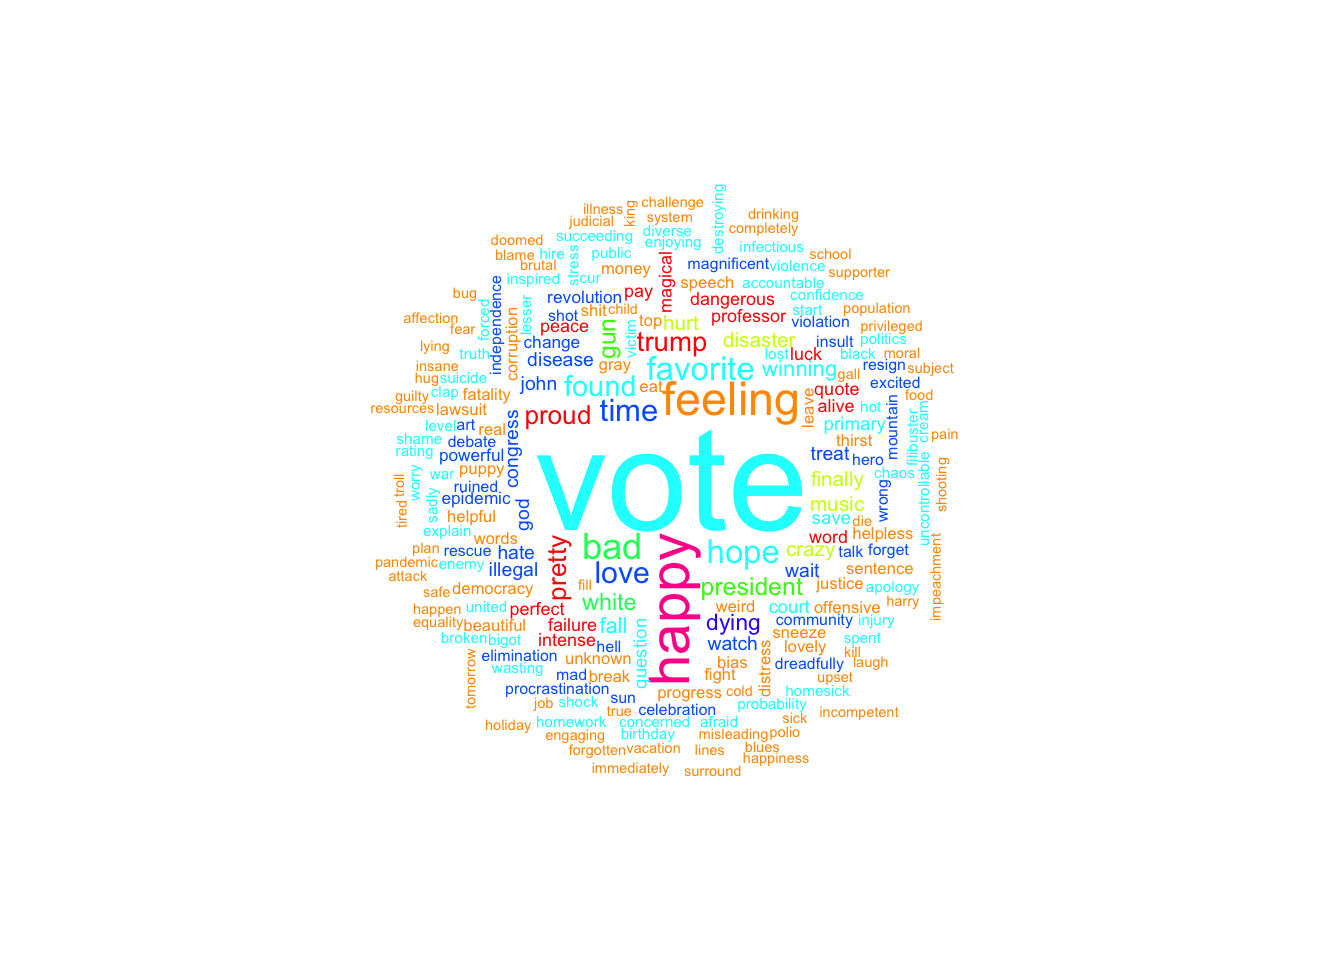 destroying
illness
king
challenge
judicial
system
drinking
doomed
succeeding
diverse
completely
enjoying
blame
hire
stress
public
infectious
school
brutal
cur
money
magical
magnificent
violence
supporter
inspired
speech
accountable
bug
independence
revolution
pay
dangerous
confidence
affection
forced
lesser
shot
shit
child
professor
start
population
fear
peace
top
hurt
violation
privileged
lying
truth
corruption
change
gun
victim
trump
disaster
insult
politics
insane
disease
gray
favorite
lost
luck
black
moral
hug
suicide
john
found
eat
winning
gall
resign
subject
guilty
clap
fatality
feeling
quote
excited
food
resources
lawsuit
proud
time
leave
alive
hot
mountain
cream
level
art
real
primary
filibuster
pain
shame
debate
congress
vote
thirst
rating
powerful
treat
hero
chaos
worry
war
puppy
finally
wrong
uncontrollable
shooting
troll
ruined
music
tired
sadly
epidemic
god
save
die
helpful
explain
words
pretty
bad
happy
hope
crazy
word
helpless
plan
rescue
hate
talk
forget
pandemic
enemy
illegal
love
wait
sentence
impeachment
attack
fill
president
justice
apology
safe
democracy
white
weird
court
offensive
harry
happen
united
perfect
dying
community
injury
equality
beautiful
failure
fall
question
sneeze
broken
bigot
intense
hell
watch
lovely
spent
elimination
unknown
bias
distress
dreadfully
kill
laugh
tomorrow
wasting
mad
break
fight
upset
procrastination
sun
progress
cold
homesick
job
shock
true
celebration
probability
incompetent
holiday
homework
concerned
afraid
sick
engaging
birthday
misleading
polio
forgotten
vacation
lines
blues
happiness
immediately
surround